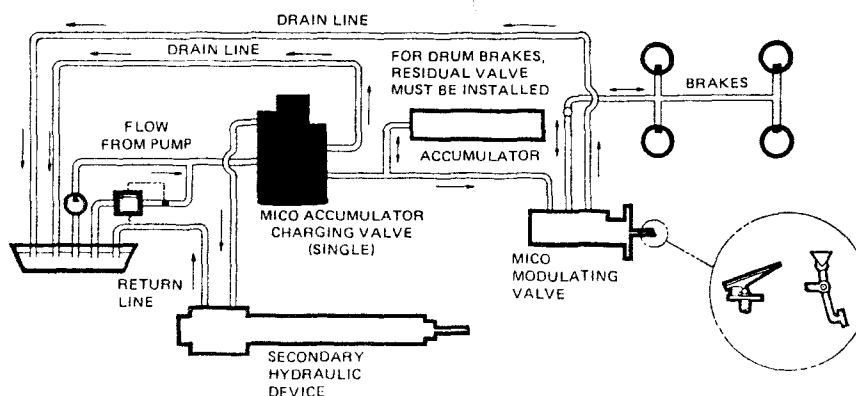 DRAIN LINE
DRAIN LINE
FOR DRUM BRAKES,
RESIDUAL VALVE
MUST BE INSTALLED
BRAKES
FLOW
FROM PUMP
ACCUMULATOR
MICO ACCUMULATOR
CHARGING VALVE
(SINGLE)
MICO
MODULATING
VALVE
RETURN
LINE
SECONDARY
HYDRAULIC
DEVICE